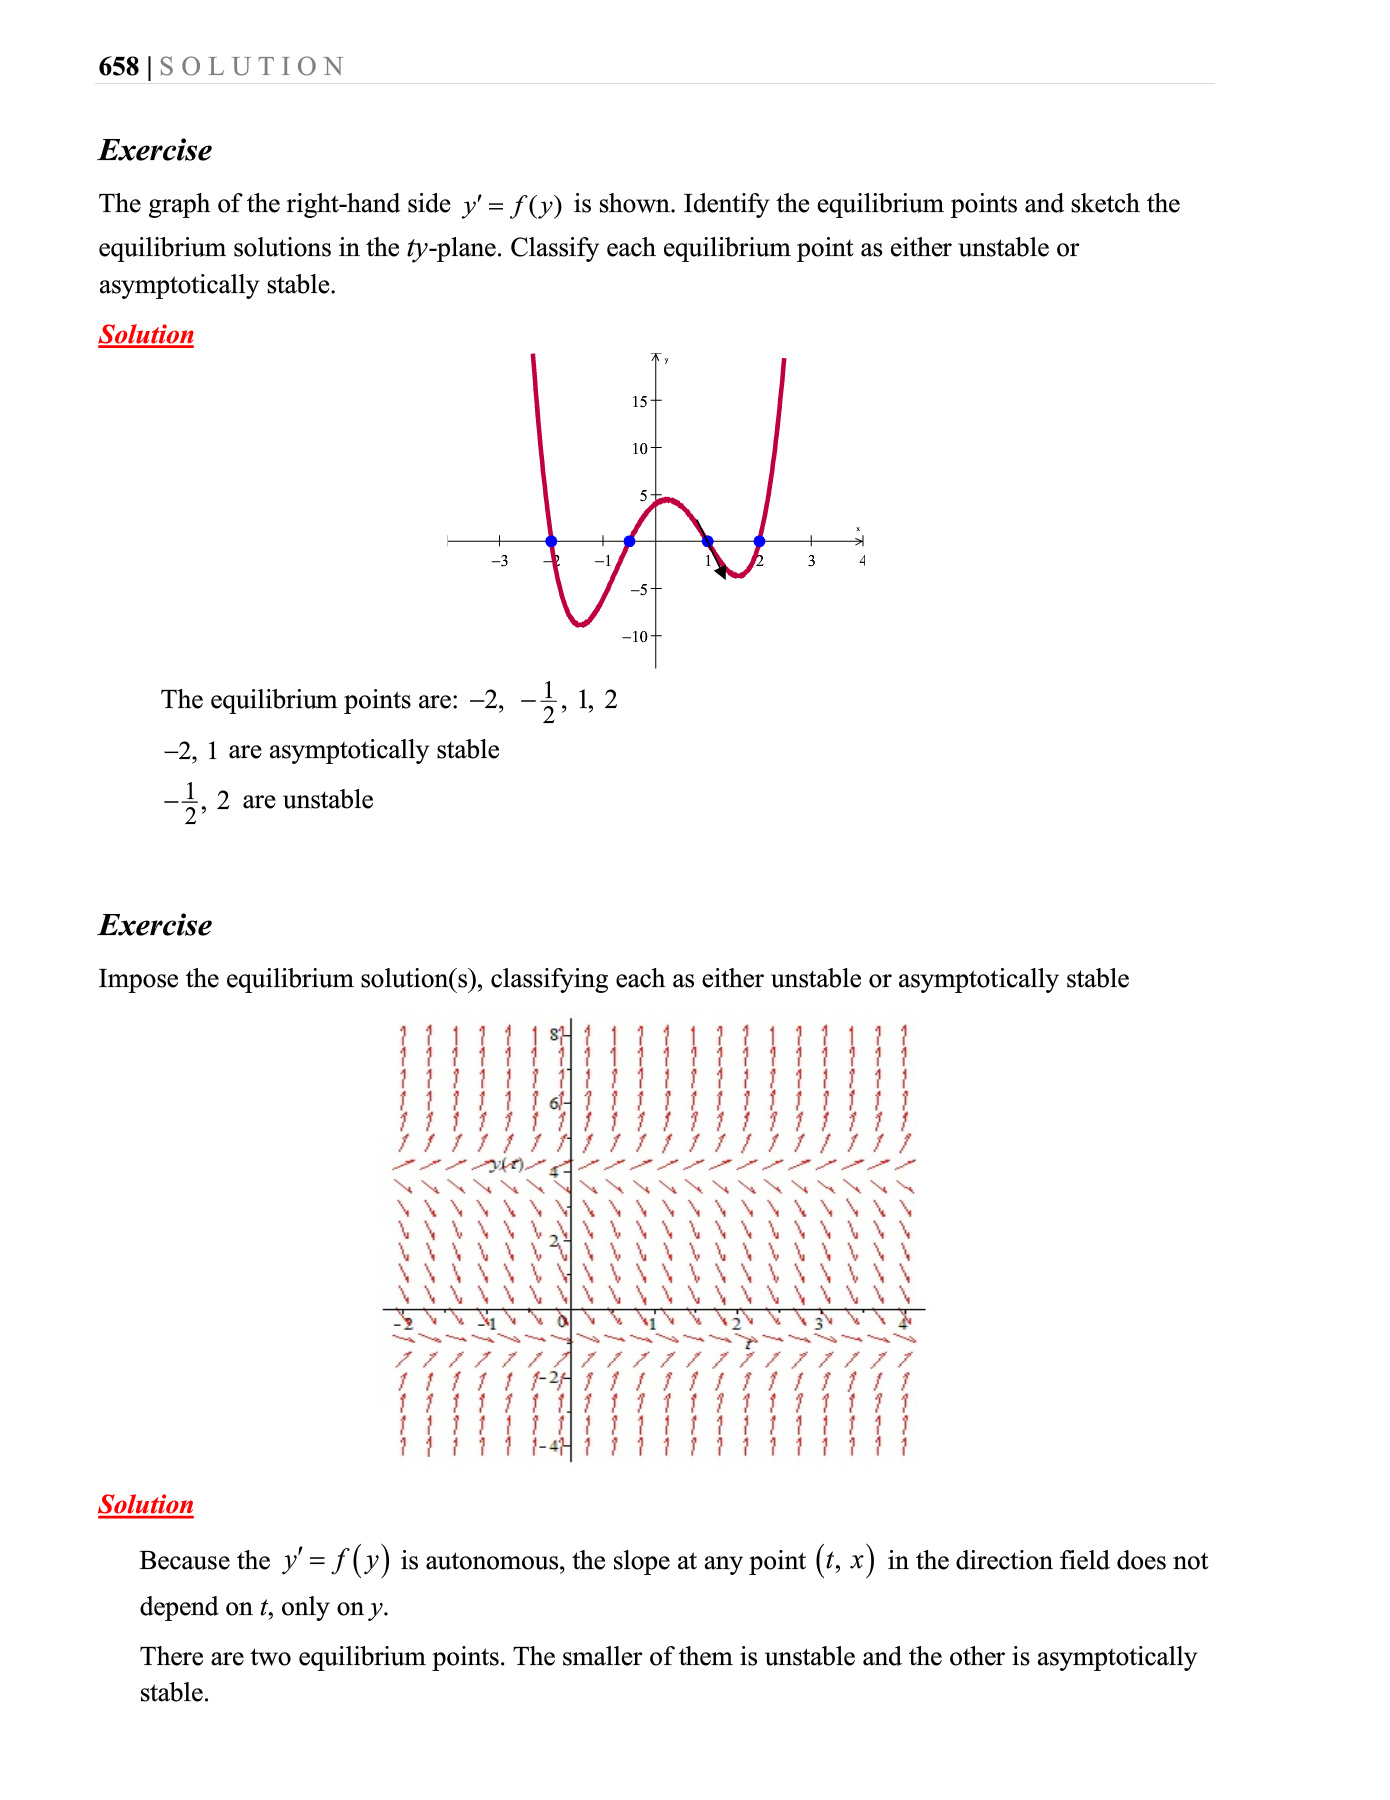 658 | S O L U T I O N
Exercise
The graph of the right-hand side y′ = f(y) is shown. Identify the equilibrium points and sketch the
equilibrium solutions in the ty-plane. Classify each equilibrium point as either unstable or
asymptotically stable.
Solution
y
15
10
5
x
−3 −2 −1 1 2 3 4
−5
−10
The equilibrium points are: −2, −1/2, 1, 2
−2, 1 are asymptotically stable
−1/2, 2 are unstable
Exercise
Impose the equilibrium solution(s), classifying each as either unstable or asymptotically stable
8
6
y(t) 4
2
-2 -1 0 1 2 3 4
t
-2
-4
Solution
Because the y′ = f(y) is autonomous, the slope at any point (t, x) in the direction field does not
depend on t, only on y.
There are two equilibrium points. The smaller of them is unstable and the other is asymptotically
stable.